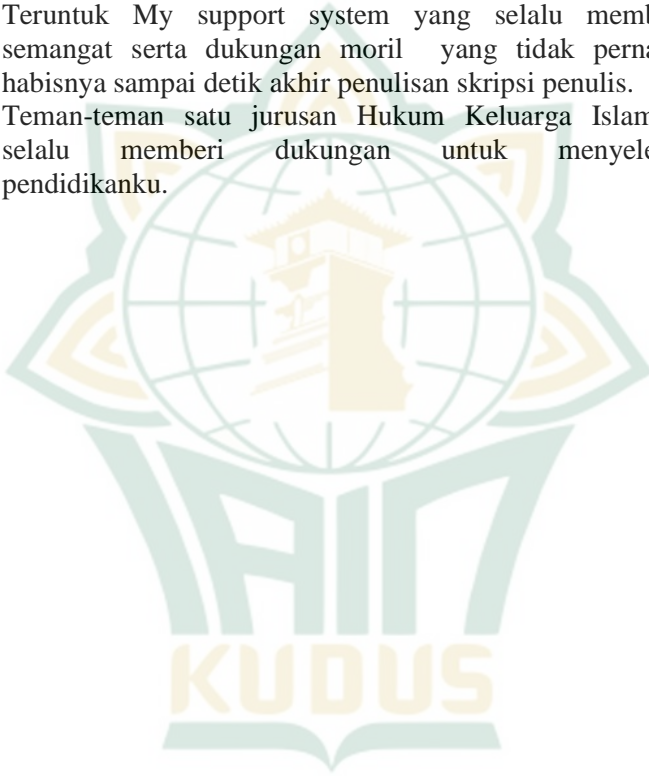 Teruntuk My support system yang selalu memb
semangat serta dukungan moril yang tidak perna
habisnya sampai detik akhir penulisan skripsi penulis.
Teman-teman satu jurusan Hukum Keluarga Islam
selalu memberi dukungan untuk menyele
pendidikanku.
IAIN
KUDUS